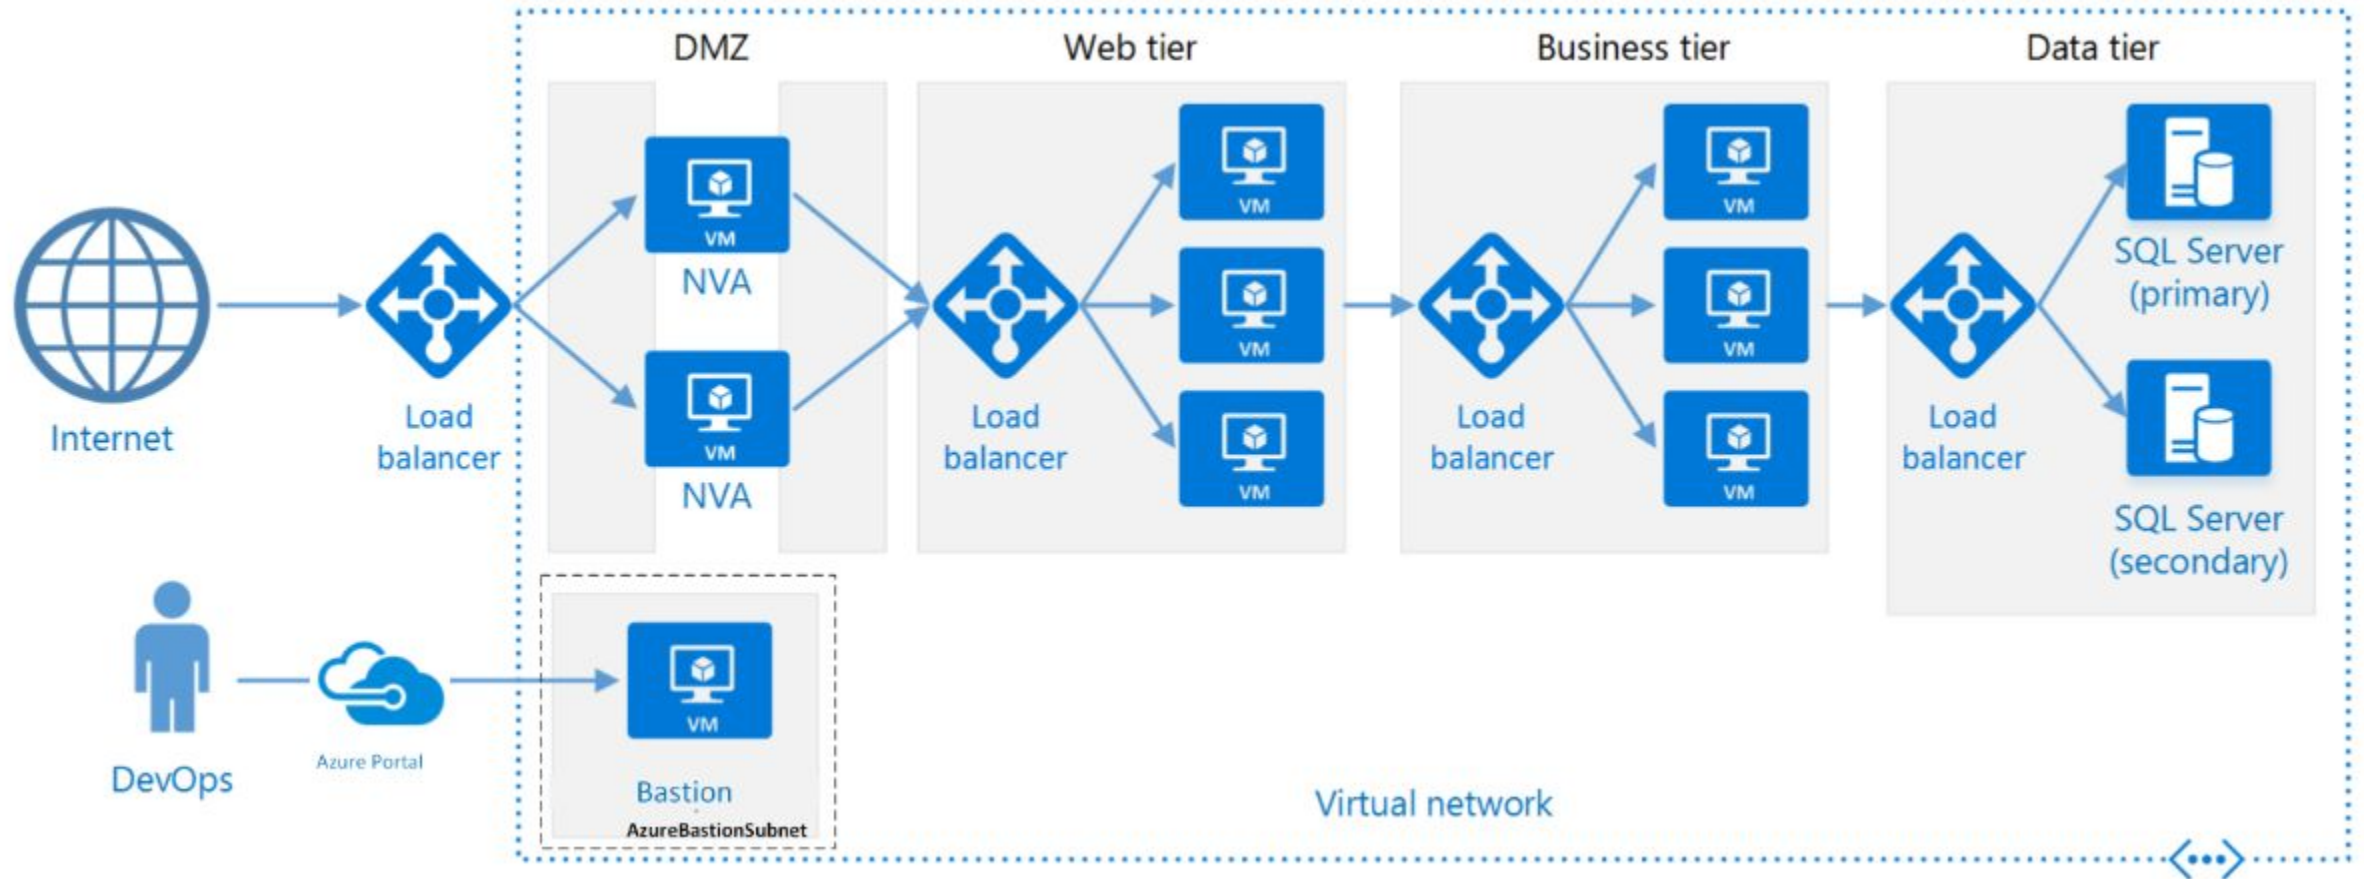 DMZ
Web tier
Business tier
Data tier
VM
NVA
VM
NVA
VM
VM
VM
VM
VM
VM
SQL Server
(primary)
SQL Server
(secondary)
Internet
Load
balancer
Load
balancer
Load
balancer
Load
balancer
DevOps
Azure Portal
VM
Bastion
AzureBastionSubnet
Virtual network